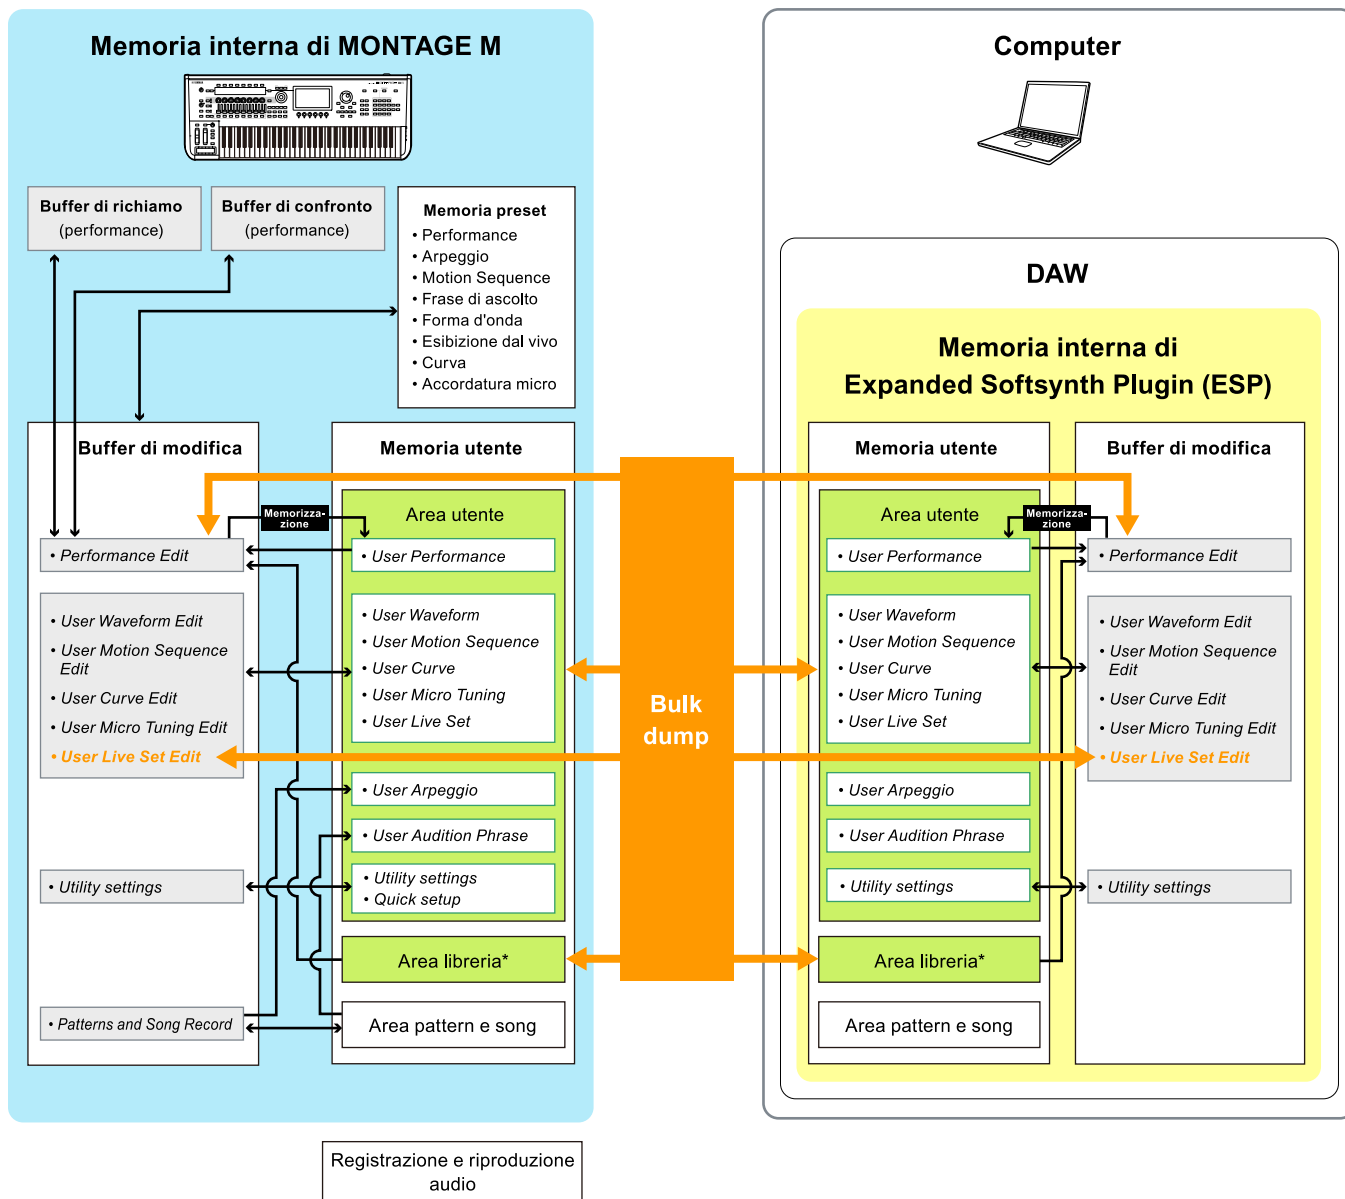 Memoria interna di MONTAGE M
Buffer di richiamo
(performance)
Buffer di confronto
(performance)
Memoria preset
• Performance
• Arpeggio
• Motion Sequence
• Frase di ascolto
• Forma d'onda
• Esibizione dal vivo
• Curva
• Accordatura micro
Buffer di modifica
• Performance Edit
• User Waveform Edit
• User Motion Sequence
Edit
• User Curve Edit
• User Micro Tuning Edit
• User Live Set Edit
• Utility settings
• Patterns and Song Record
Memorizza-
zione
Memoria utente
Area utente
• User Performance
• User Waveform
• User Motion Sequence
• User Curve
• User Micro Tuning
• User Live Set
• User Arpeggio
• User Audition Phrase
• Utility settings
• Quick setup
Area libreria*
Area pattern e song
Bulk
dump
Computer
DAW
Memoria interna di
Expanded Softsynth Plugin (ESP)
Memoria utente
Area utente
• User Performance
• User Waveform
• User Motion Sequence
• User Curve
• User Micro Tuning
• User Live Set
• User Arpeggio
• User Audition Phrase
• Utility settings
Area libreria*
Area pattern e song
Memorizza-
zione
Buffer di modifica
• Performance Edit
• User Waveform Edit
• User Motion Sequence
Edit
• User Curve Edit
• User Micro Tuning Edit
• User Live Set Edit
• Utility settings
Registrazione e riproduzione
audio